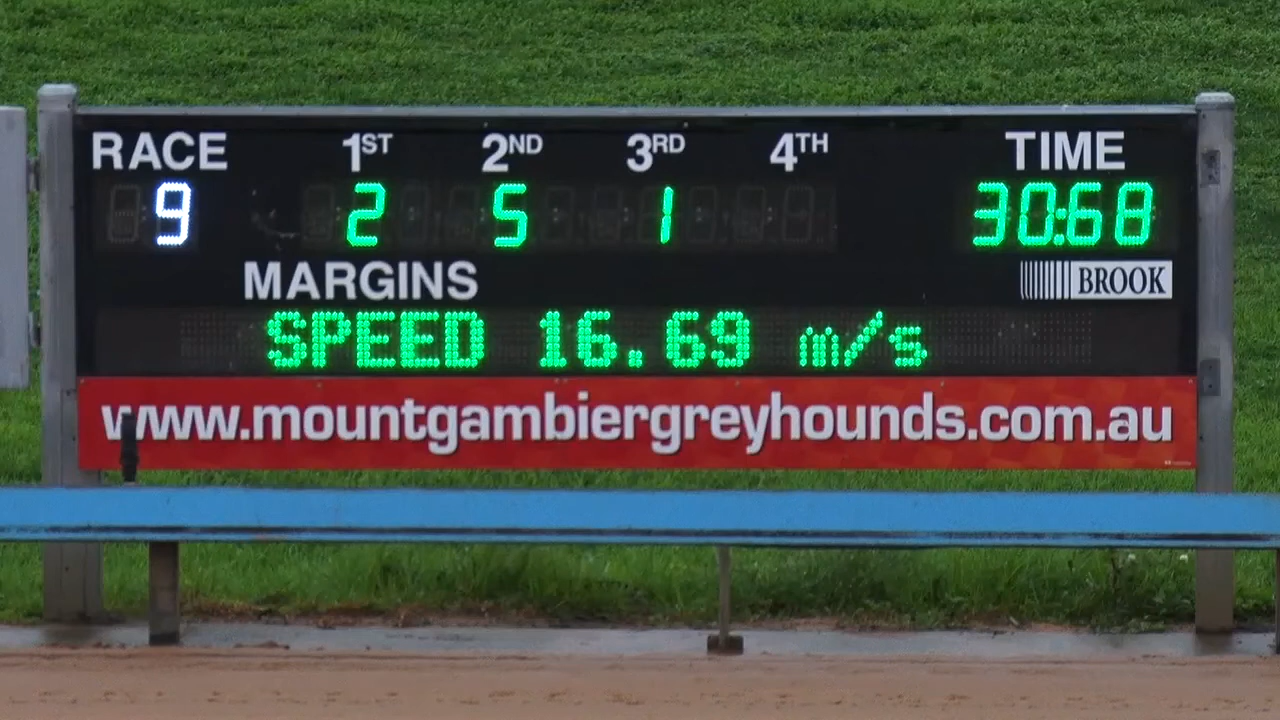 RACE 1ST 2ND 3RD 4TH TIME
9 2 5 1 30:68
MARGINS BROOK
SPEED 16.69 m/s
www.mountgambiergreyhounds.com.au